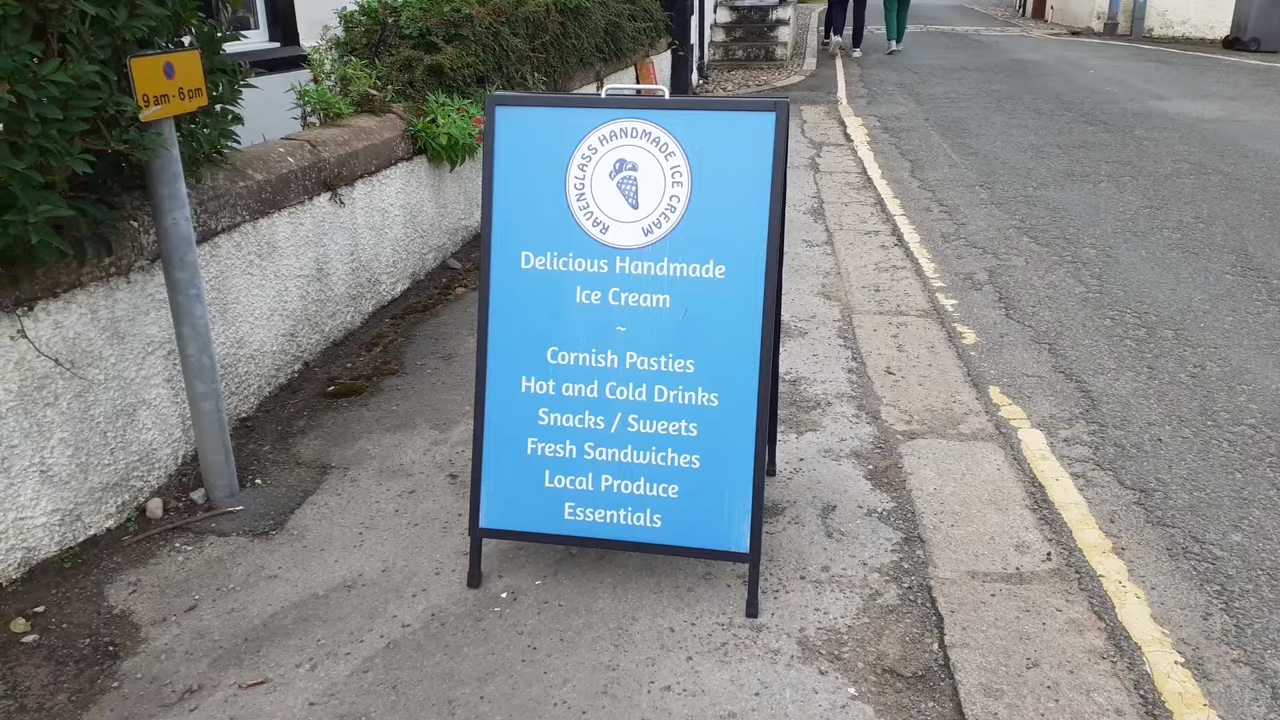 9 am - 6 pm
RAVENGLASS HANDMADE ICE CREAM
Delicious Handmade
Ice Cream
~
Cornish Pasties
Hot and Cold Drinks
Snacks / Sweets
Fresh Sandwiches
Local Produce
Essentials